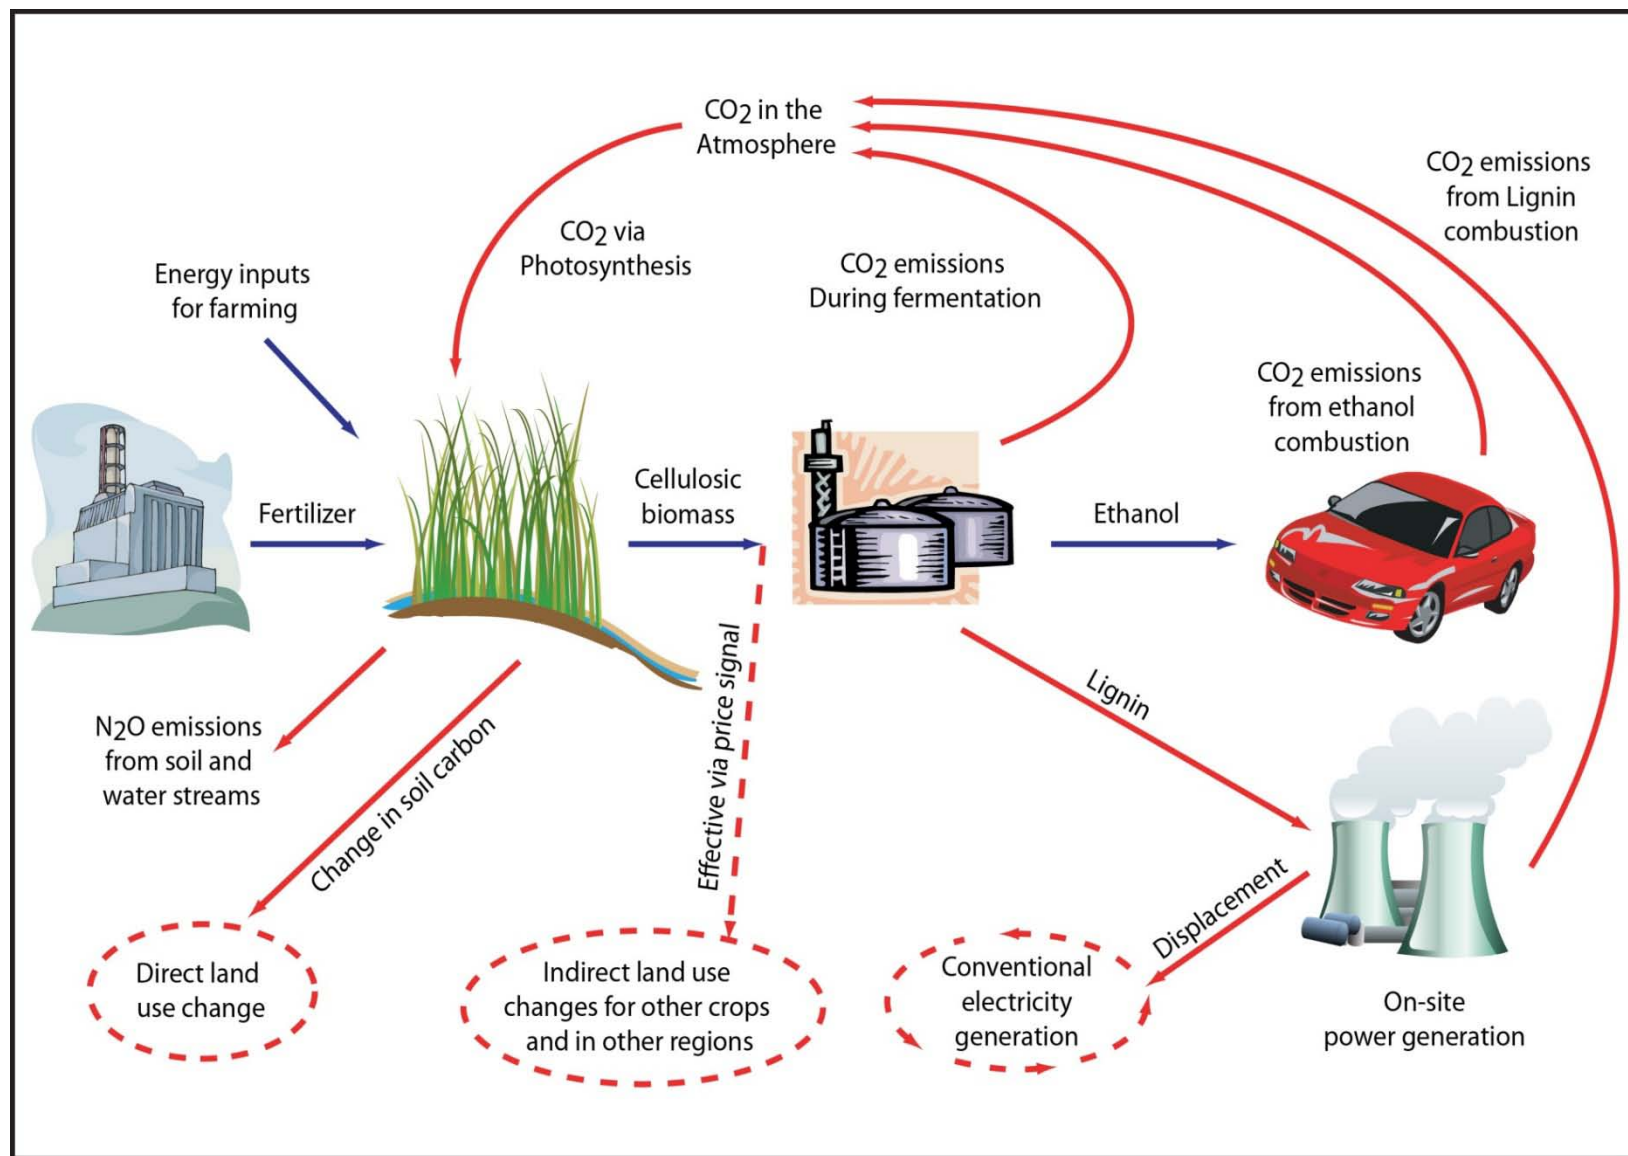 CO2 in the
Atmosphere
CO2 emissions
from Lignin
combustion
CO2 via
Photosynthesis
CO2 emissions
During fermentation
Energy inputs
for farming
CO2 emissions
from ethanol
combustion
Fertilizer
Cellulosic
biomass
Ethanol
Lignin
N2O emissions
from soil and
water streams
Change in soil carbon
Effective via price signal
Displacement
Direct land
use change
Indirect land use
changes for other crops
and in other regions
Conventional
electricity
generation
On-site
power generation